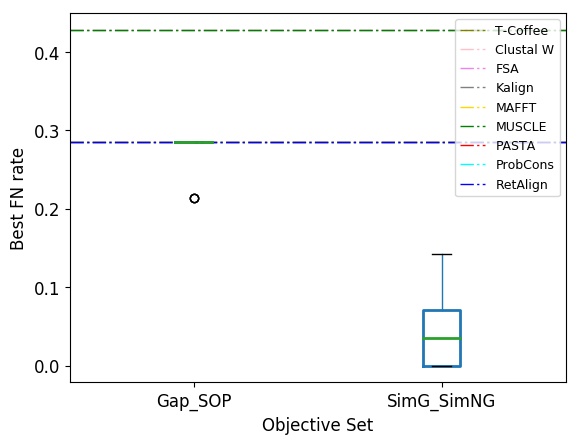 T-Coffee
Clustal W
FSA
Kalign
MAFFT
MUSCLE
PASTA
ProbCons
RetAlign
0.4
0.3
0.2
0.1
0.0
Best FN rate
Gap_SOP SimG_SimNG
Objective Set